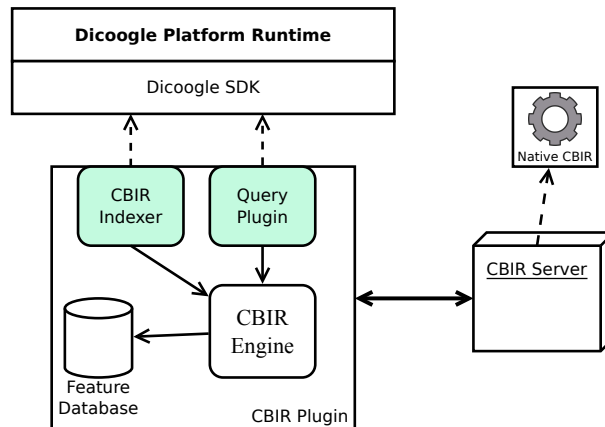 Dicoogle Platform Runtime
Dicoogle SDK
Native CBIR
CBIR
Indexer
Query
Plugin
CBIR Server
CBIR
Engine
Feature
Database
CBIR Plugin